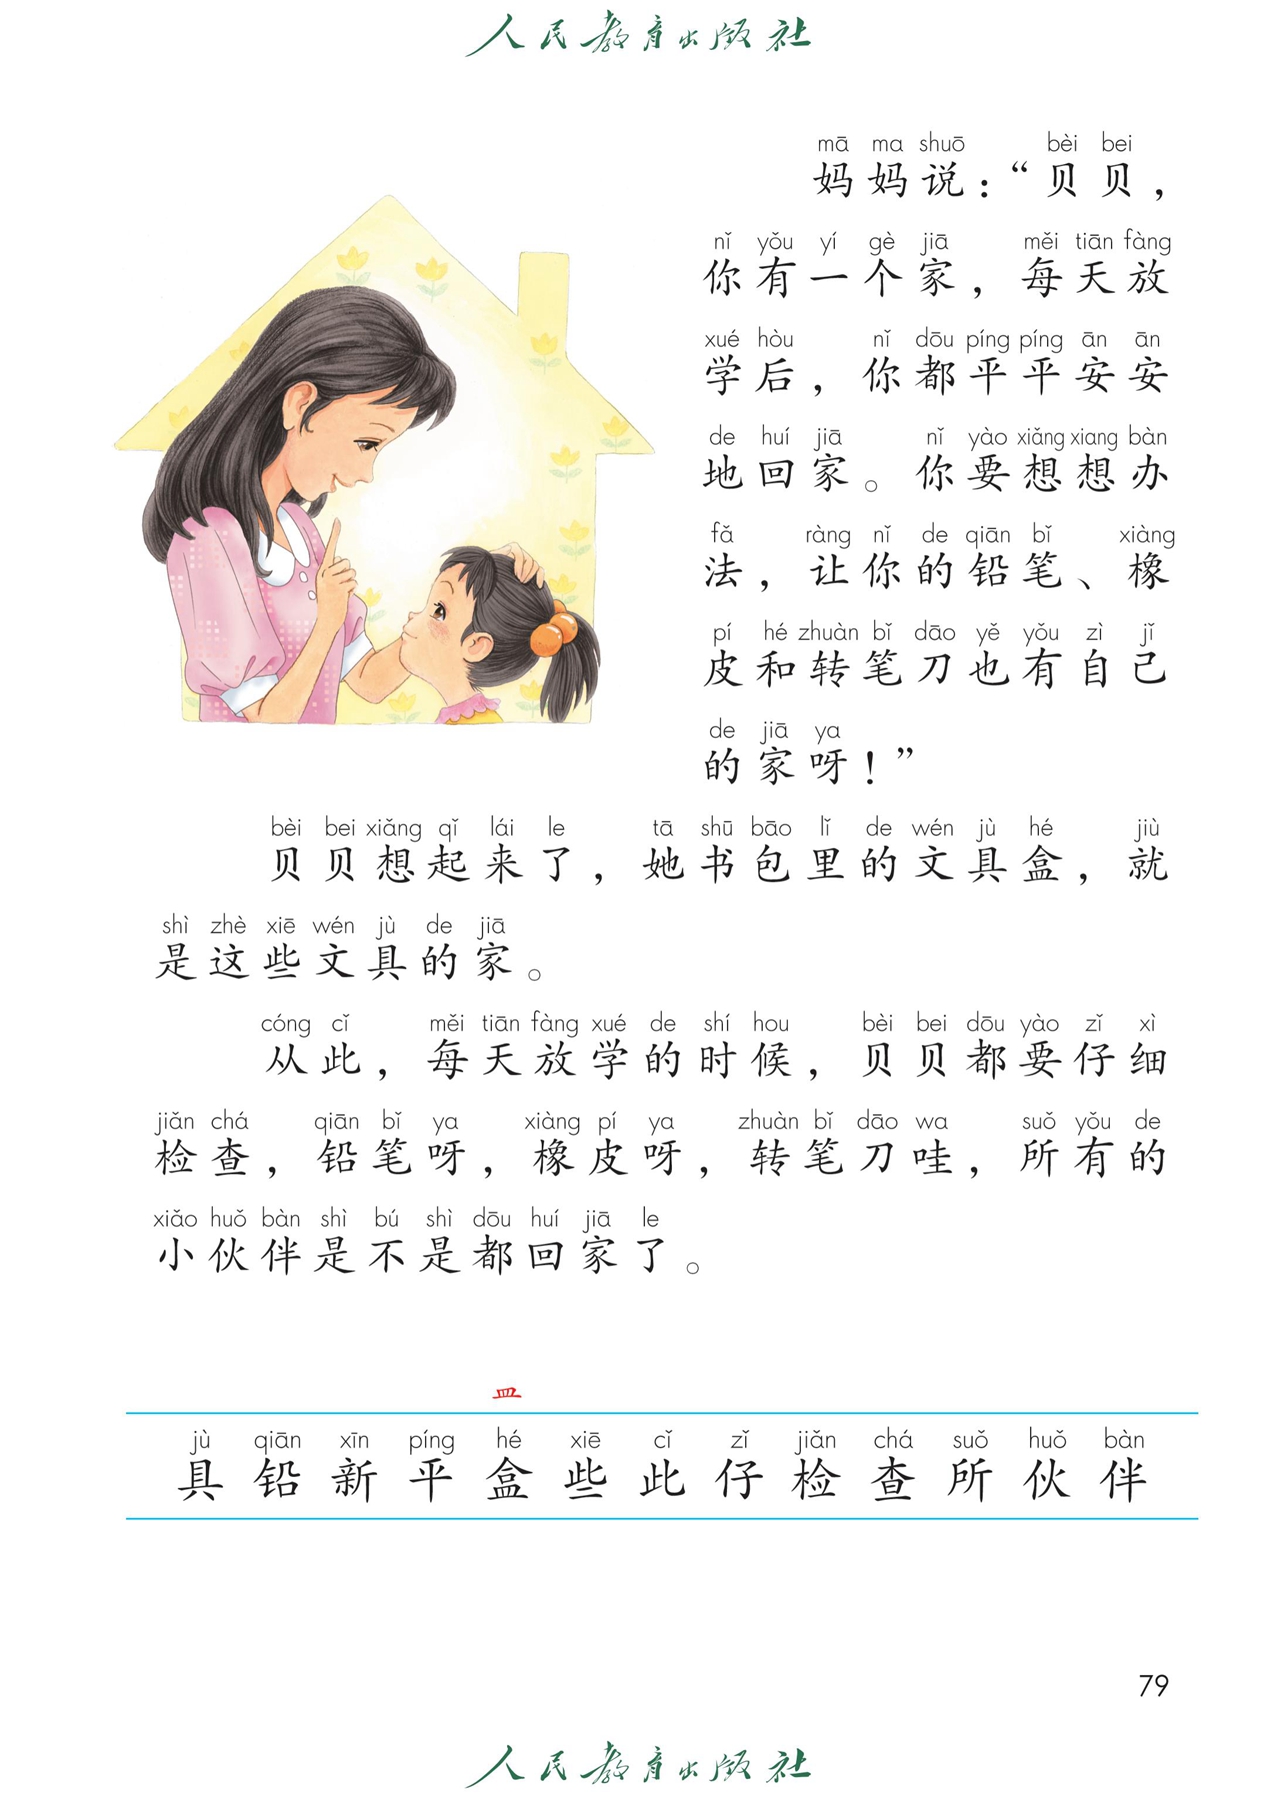 人民教育出版社
mā ma shuō bèi bei
妈妈说：“贝贝，
nǐ yǒu yí gè jiā měi tiān fàng
你有一个家，每天放
xué hòu nǐ dōu píng píng ān ān
学后，你都平平安安
de huí jiā nǐ yào xiǎng xiang bàn
地回家。你要想想办
fǎ ràng nǐ de qiān bǐ xiàng
法，让你的铅笔、橡
pí hé zhuàn bǐ dāo yě yǒu zì jǐ
皮和转笔刀也有自己
de jiā ya
的家呀！”
bèi bei xiǎng qǐ lái le tā shū bāo lǐ de wén jù hé jiù
贝贝想起来了，她书包里的文具盒，就
shì zhè xiē wén jù de jiā
是这些文具的家。
cóng cǐ měi tiān fàng xué de shí hou bèi bei dōu yào zǐ xì
从此，每天放学的时候，贝贝都要仔细
jiǎn chá qiān bǐ ya xiàng pí ya zhuàn bǐ dāo wa suǒ yǒu de
检查，铅笔呀，橡皮呀，转笔刀哇，所有的
xiǎo huǒ bàn shì bú shì dōu huí jiā le
小伙伴是不是都回家了。
皿
jù qiān xīn píng hé xiē cǐ zǐ jiǎn chá suǒ huǒ bàn
具铅新平盒些此仔检查所伙伴
79
人民教育出版社